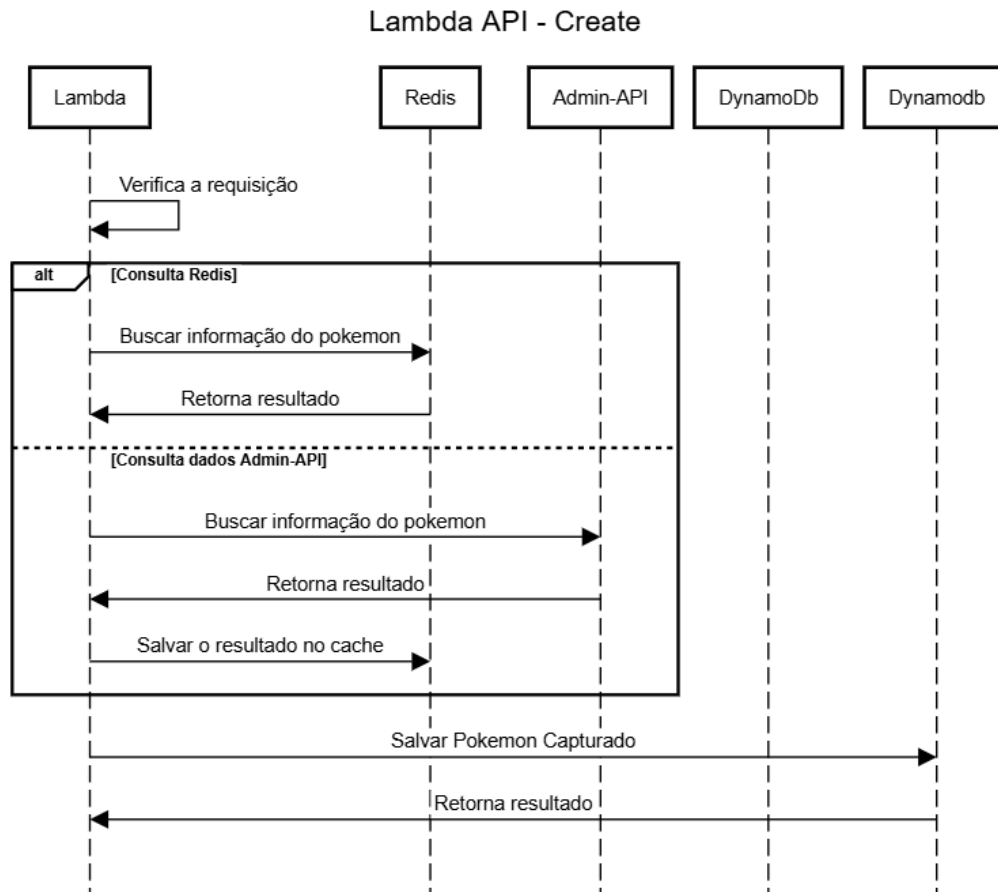 Lambda API - Create
Lambda
Redis
Admin-API
DynamoDb
Dynamodb
Verifica a requisição
alt
[Consulta Redis]
Buscar informação do pokemon
Retorna resultado
[Consulta dados Admin-API]
Buscar informação do pokemon
Retorna resultado
Salvar o resultado no cache
Salvar Pokemon Capturado
Retorna resultado